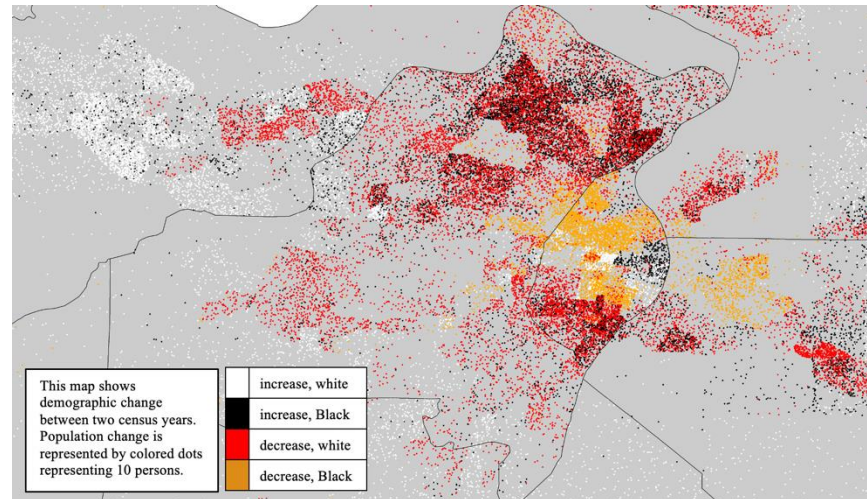 This map shows
demographic change
between two census years.
Population change is
represented by colored dots
representing 10 persons.
increase, white
increase, Black
decrease, white
decrease, Black